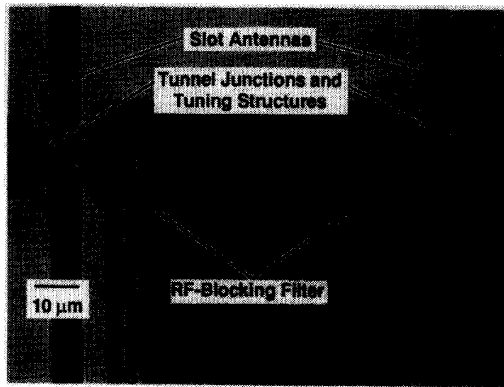 Slot Antennas
Tunnel Junctions and
Tuning Structures
RF-Blocking Filter
10 μm